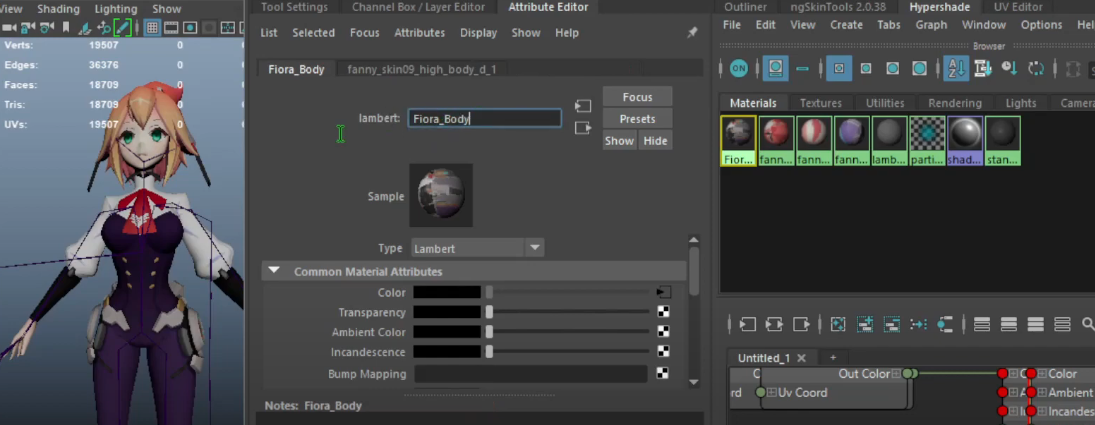 View Shading Lighting Show
Verts: 19507 0
Edges: 36376 0
Faces: 18709 0
Tris: 18709 0
UVs: 19507 0
Tool Settings Channel Box / Layer Editor Attribute Editor
List Selected Focus Attributes Display Show Help
Fiora_Body fanny_skin09_high_body_d_1
lambert: Fiora_Body
Focus
Presets
Show Hide
Sample
Type Lambert
Common Material Attributes
Color
Transparency
Ambient Color
Incandescence
Bump Mapping
Notes: Fiora_Body
Outliner ngSkinTools 2.0.38 Hypershade UV Editor
File Edit View Create Tabs Graph Window Options Help
Browser
ON
Materials Textures Utilities Rendering Lights Camera
Fior... fann... fann... fann... lamb... parti... shad... stan...
Untitled_1 +
C Out Color C Color
rd Uv Coord A Ambient
Incandes